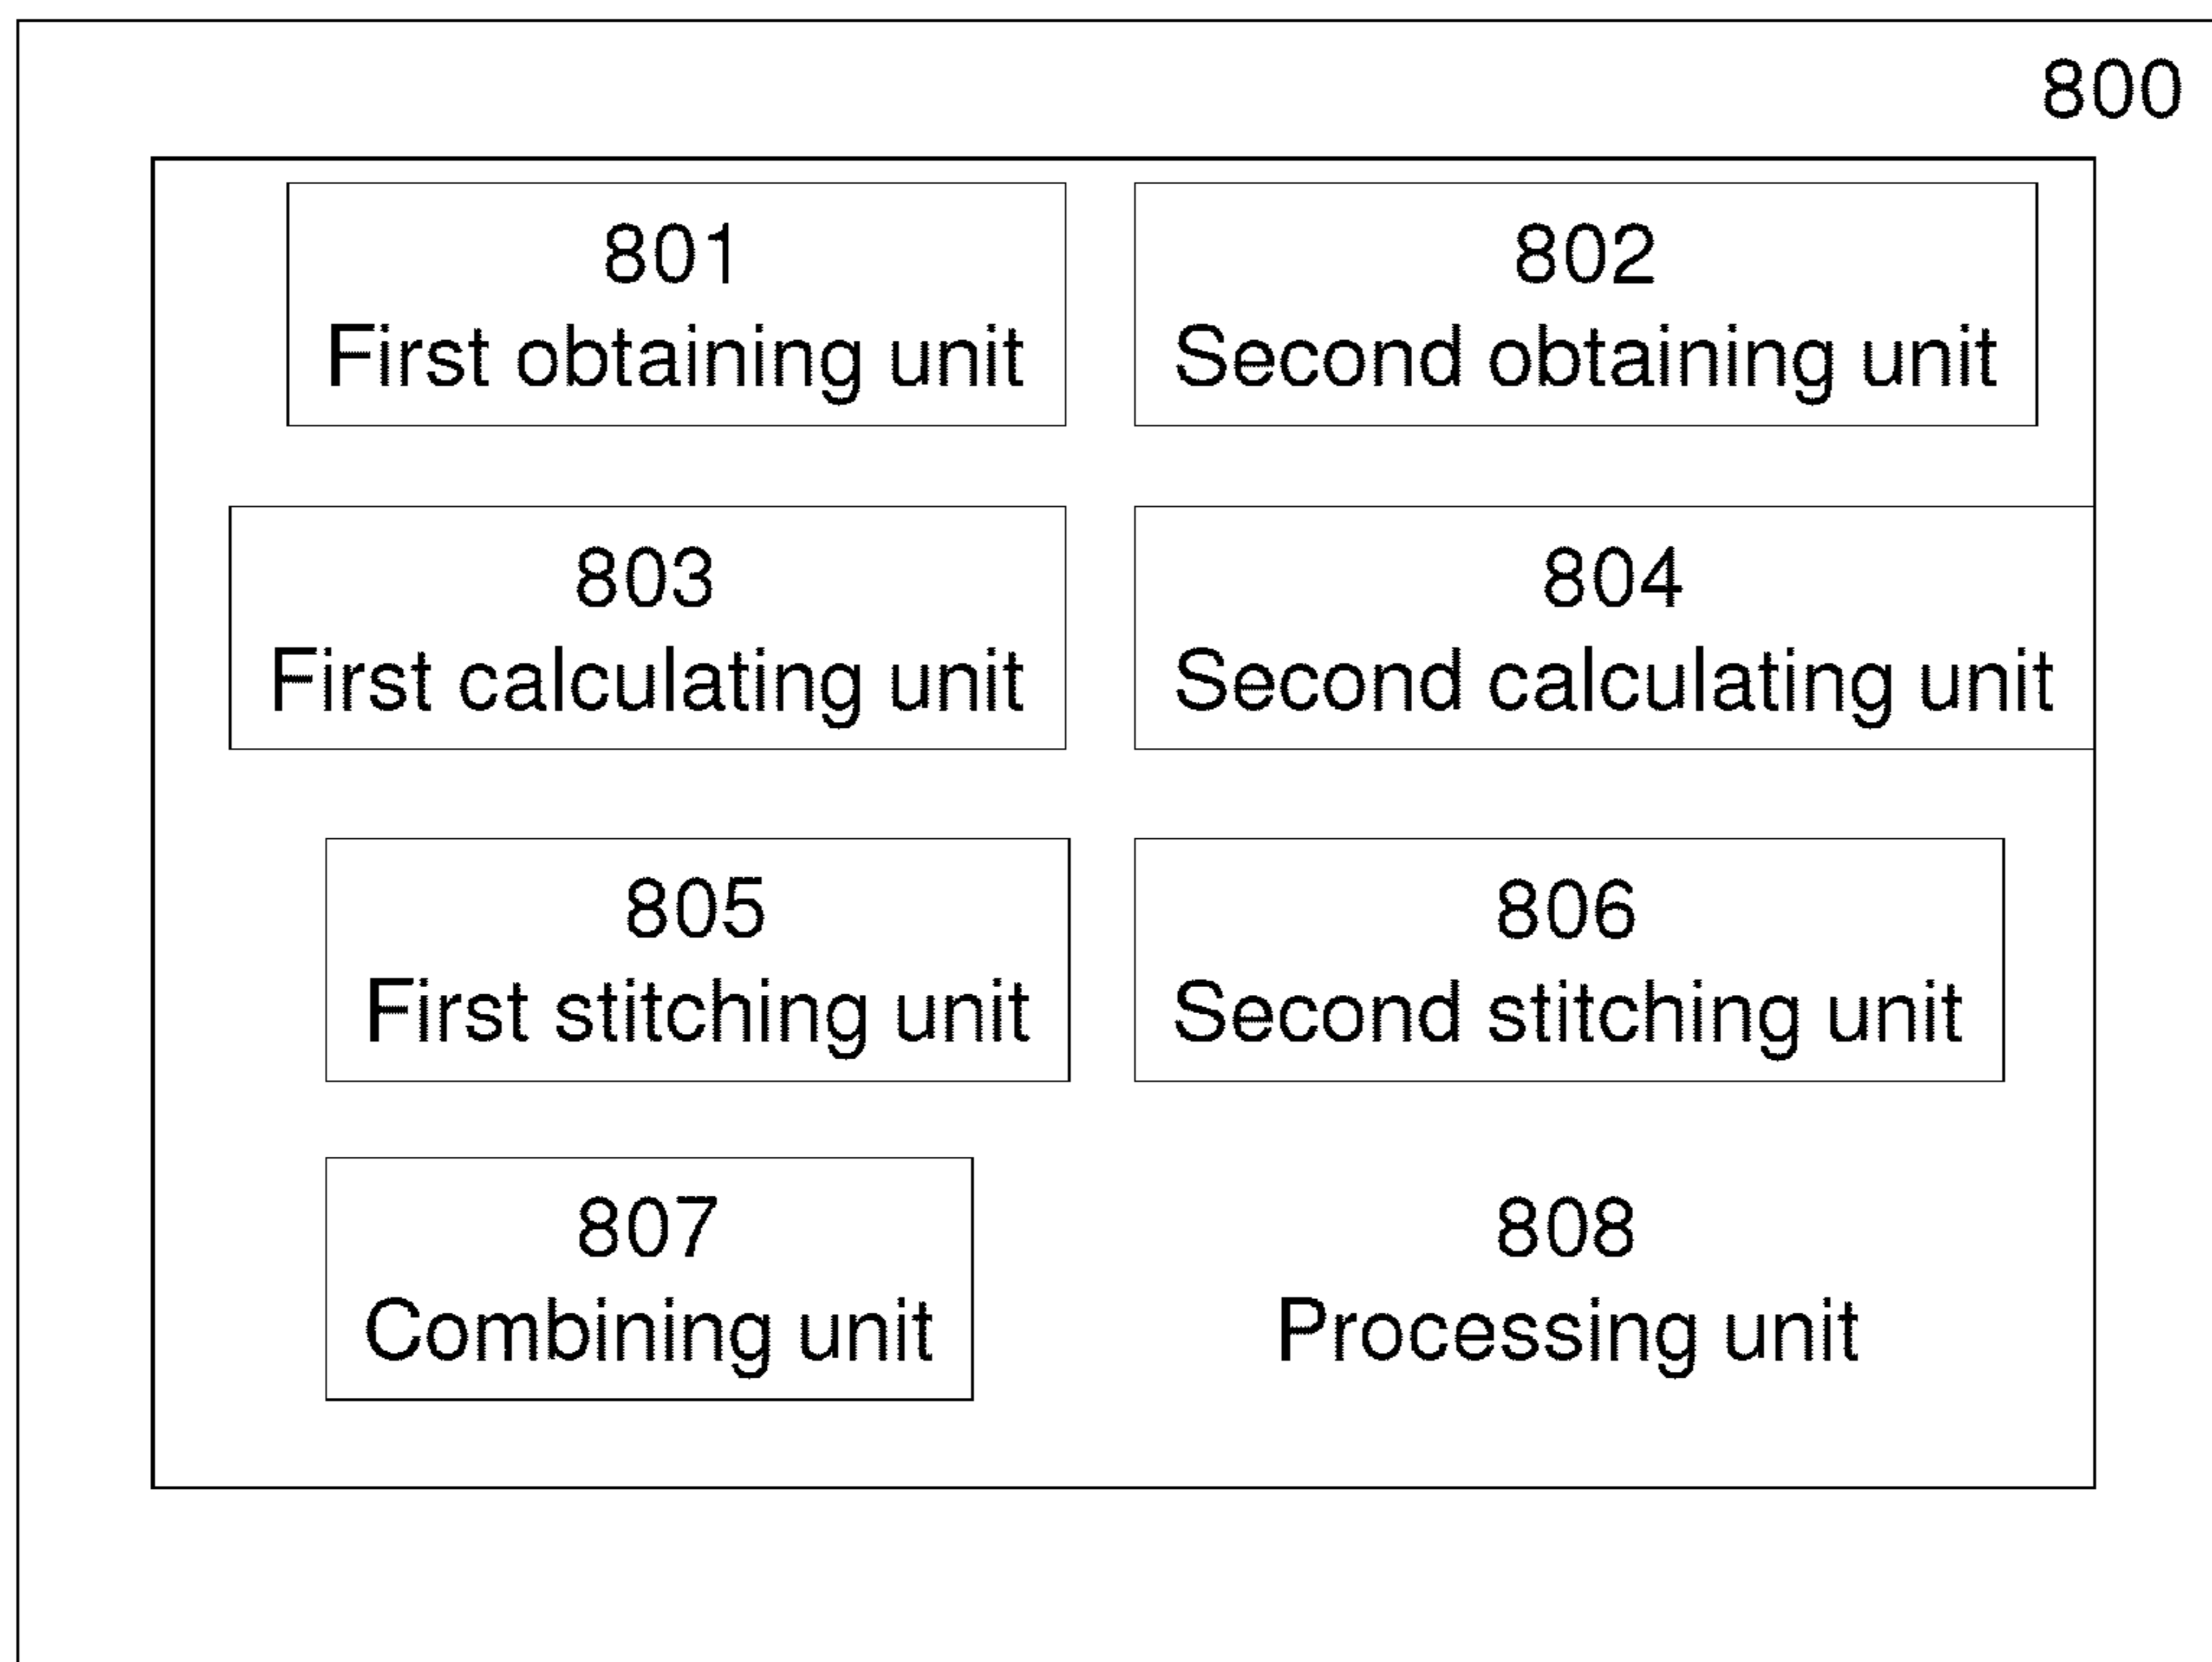 800
801
First obtaining unit
802
Second obtaining unit
803
First calculating unit
804
Second calculating unit
805
First stitching unit
806
Second stitching unit
807
Combining unit
808
Processing unit